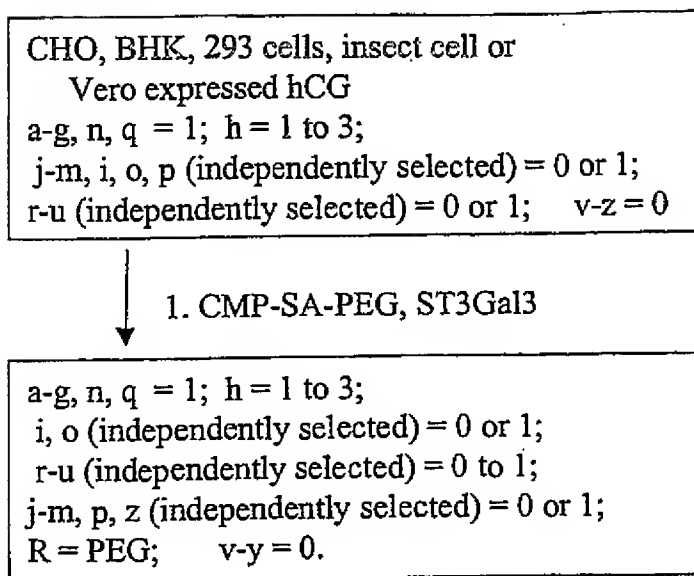 CHO, BHK, 293 cells, insect cell or
Vero expressed hCG
a-g, n, q = 1; h = 1 to 3;
j-m, i, o, p (independently selected) = 0 or 1;
r-u (independently selected) = 0 or 1; v-z = 0
1. CMP-SA-PEG, ST3Gal3
a-g, n, q = 1; h = 1 to 3;
i, o (independently selected) = 0 or 1;
r-u (independently selected) = 0 to 1;
j-m, p, z (independently selected) = 0 or 1;
R = PEG; v-y = 0.